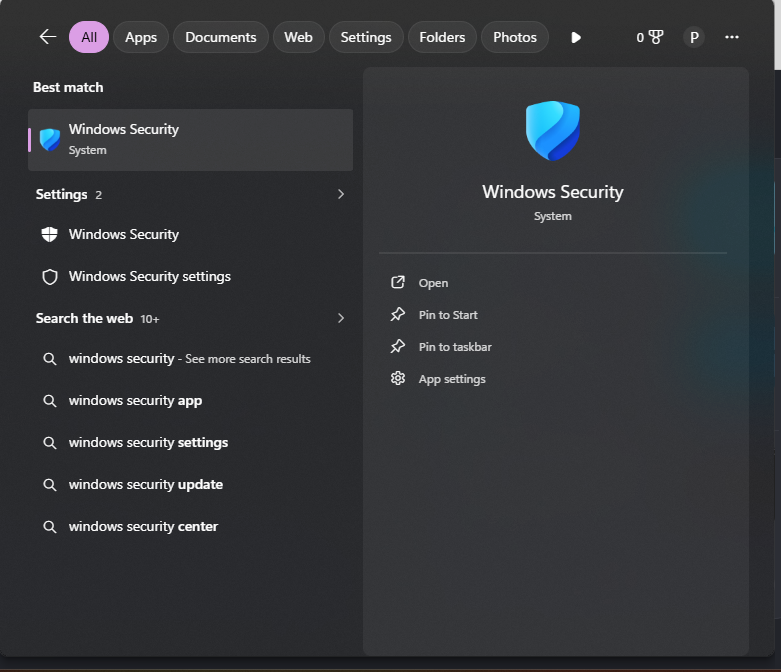 All Apps Documents Web Settings Folders Photos 0 P
Best match
Windows Security
System
Settings 2
Windows Security
Windows Security settings
Search the web 10+
windows security - See more search results
windows security app
windows security settings
windows security update
windows security center
Windows Security
System
Open
Pin to Start
Pin to taskbar
App settings